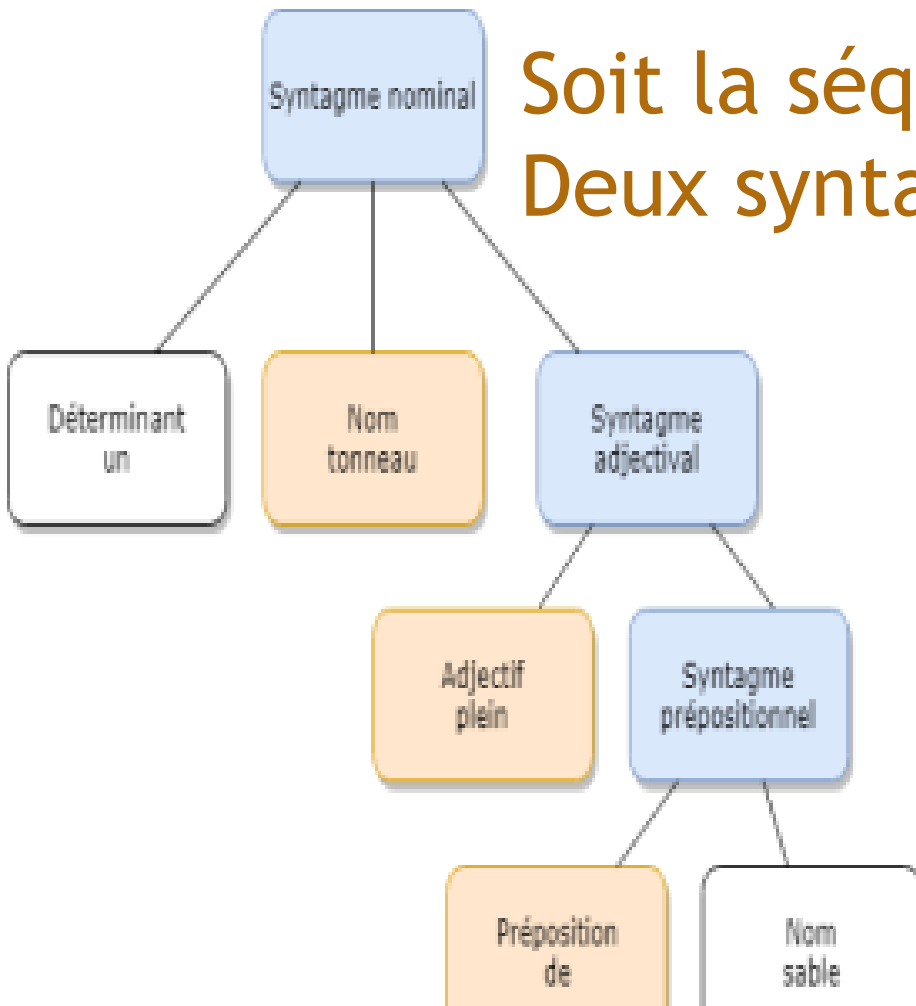 Syntagme nominal
Soit la séq
Deux synta
Déterminant
un
Nom
tonneau
Syntagme
adjectival
Adjectif
plein
Syntagme
prépositionnel
Préposition
de
Nom
sable